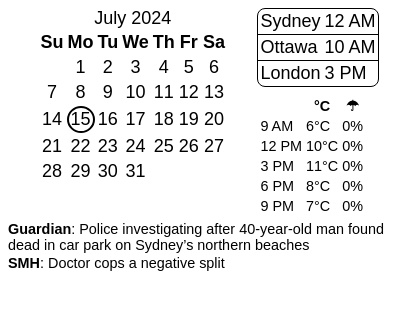 July 2024
Su Mo Tu We Th Fr Sa
1 2 3 4 5 6
7 8 9 10 11 12 13
14 15 16 17 18 19 20
21 22 23 24 25 26 27
28 29 30 31
Sydney 12 AM
Ottawa 10 AM
London 3 PM
°C ☂
9 AM 6°C 0%
12 PM 10°C 0%
3 PM 11°C 0%
6 PM 8°C 0%
9 PM 7°C 0%
Guardian: Police investigating after 40-year-old man found
dead in car park on Sydney’s northern beaches
SMH: Doctor cops a negative split